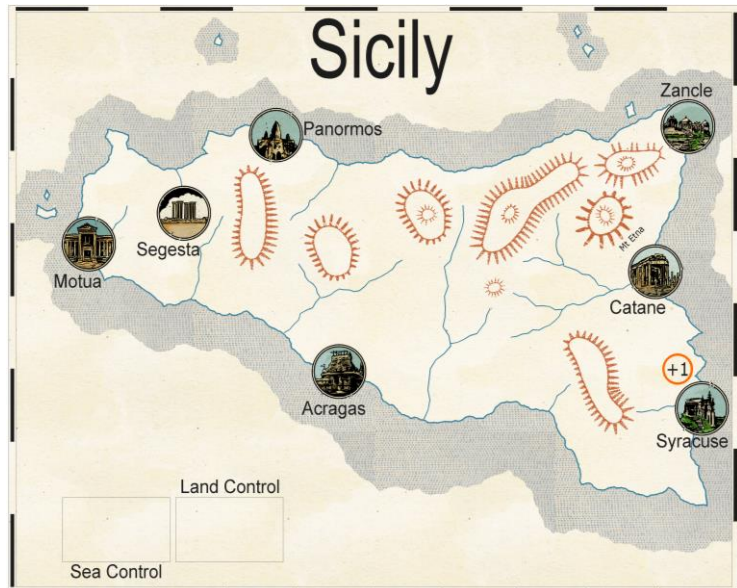 Sicily
Zancle
Panormos
Segesta
Mt Etna
Motua
Catane
+1
Acragas
Syracuse
Land Control
Sea Control